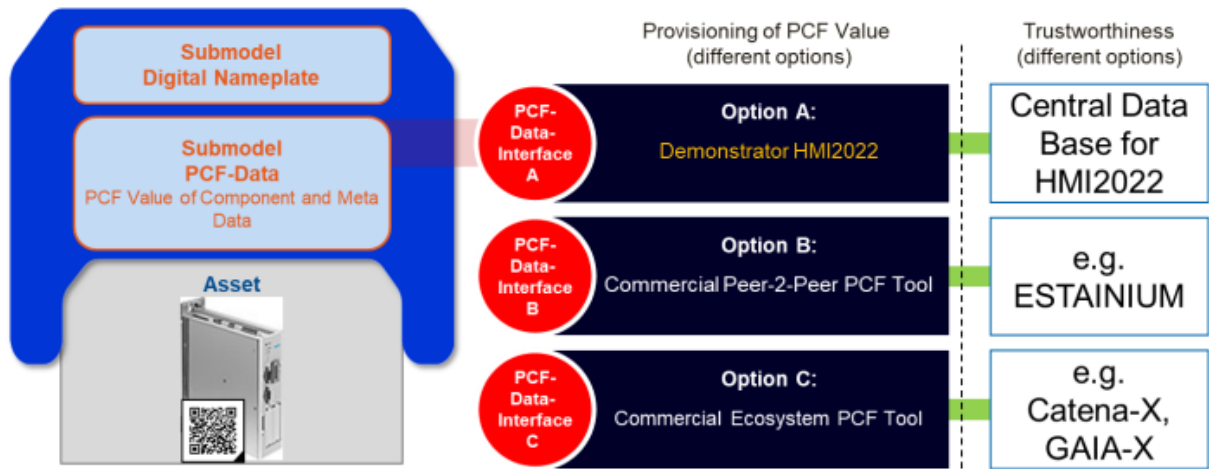 Submodel
Digital Nameplate
Submodel
PCF-Data
PCF Value of Component and Meta
Data
Asset
Provisioning of PCF Value
(different options)
Trustworthiness
(different options)
PCF-
Data-
Interface
A
Option A:
Demonstrator HMI2022
Central Data
Base for
HMI2022
PCF-
Data-
Interface
B
Option B:
Commercial Peer-2-Peer PCF Tool
e.g.
ESTAINIUM
PCF-
Data-
Interface
C
Option C:
Commercial Ecosystem PCF Tool
e.g.
Catena-X,
GAIA-X